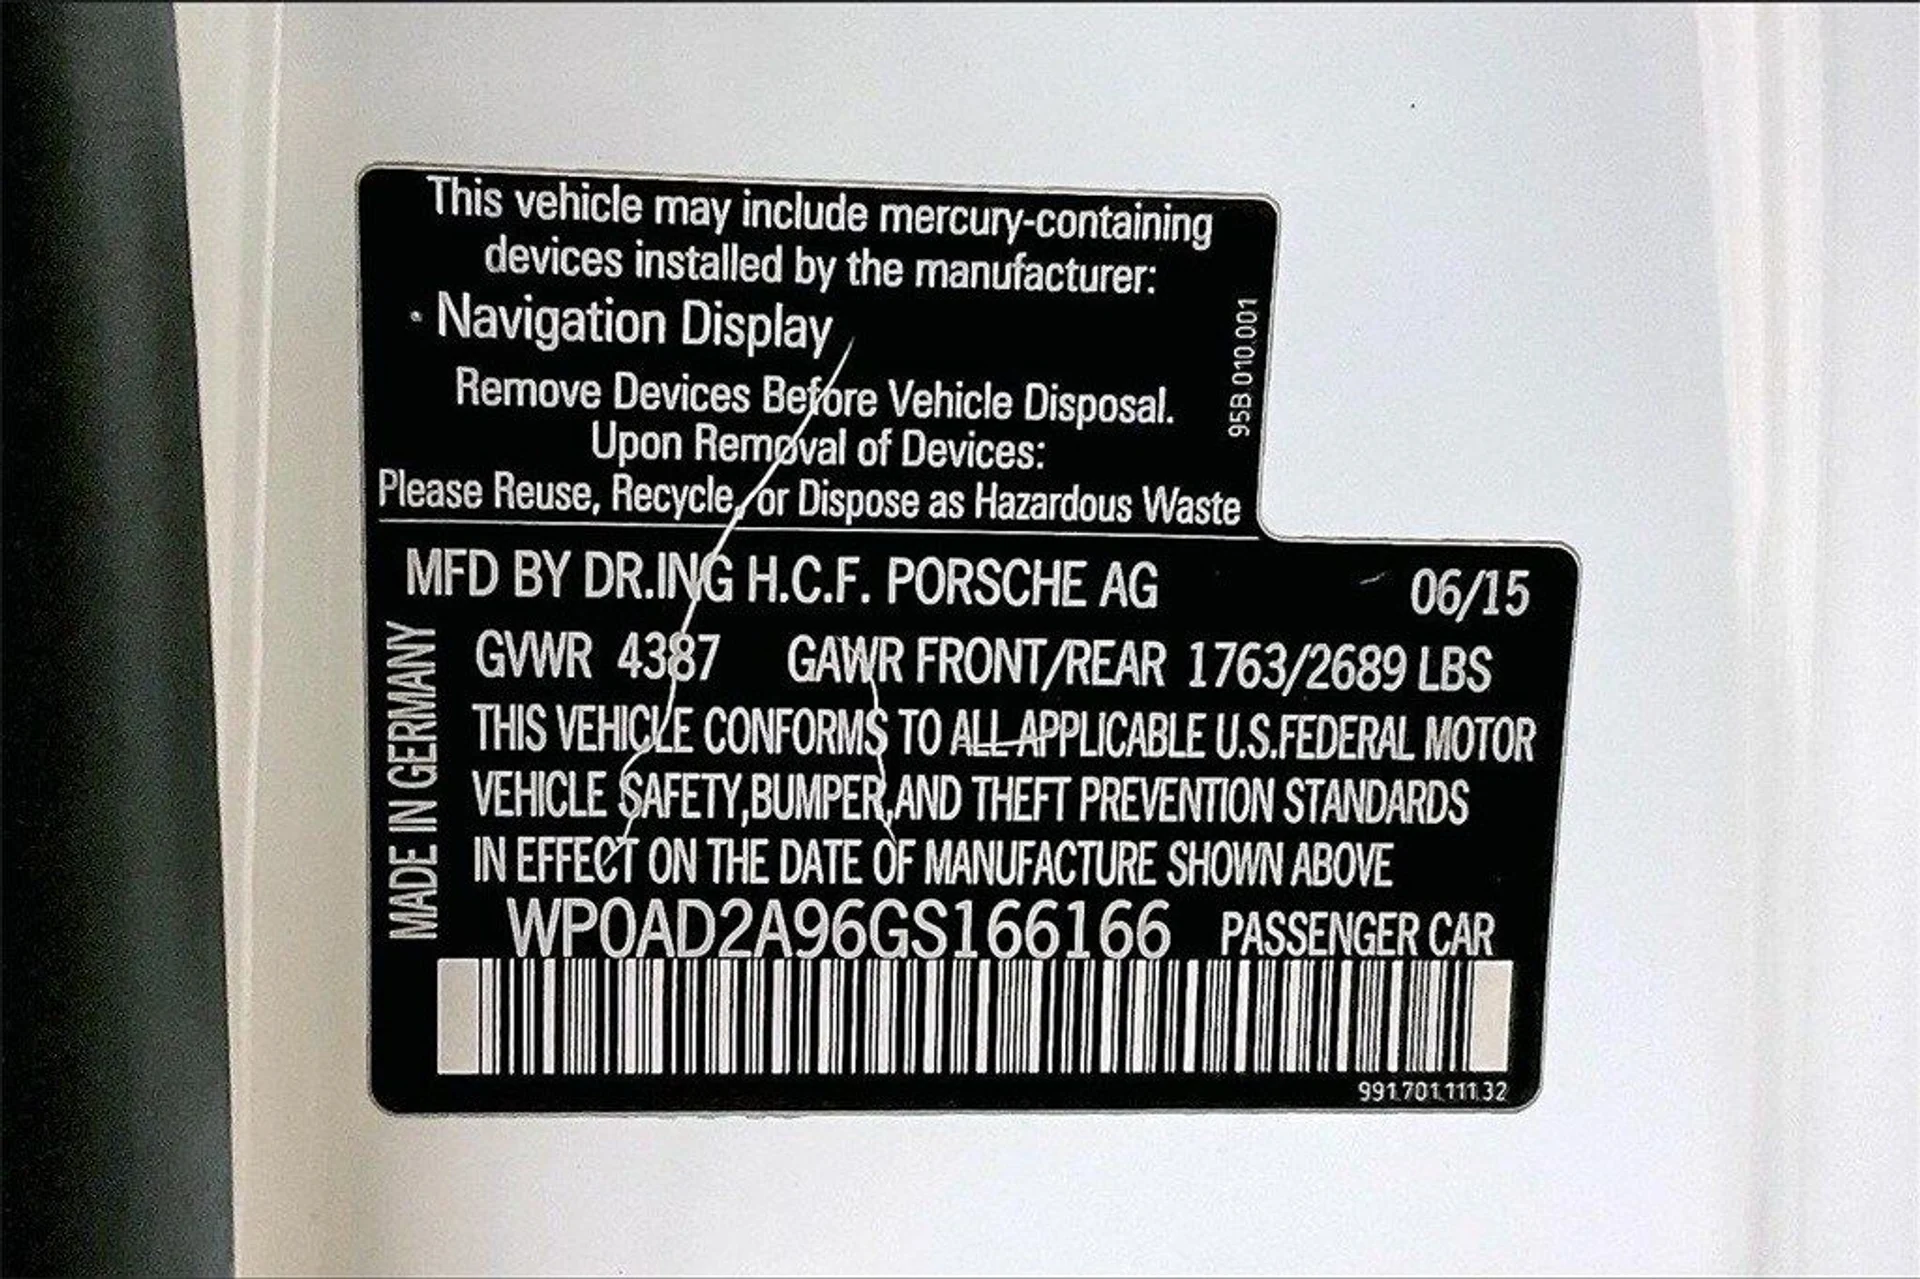 This vehicle may include mercury-containing
devices installed by the manufacturer:
· Navigation Display
Remove Devices Before Vehicle Disposal.
Upon Removal of Devices:
Please Reuse, Recycle, or Dispose as Hazardous Waste
95B.010.001
MFD BY DR.ING H.C.F. PORSCHE AG 06/15
GVWR 4387 GAWR FRONT/REAR 1763/2689 LBS
THIS VEHICLE CONFORMS TO ALL APPLICABLE U.S.FEDERAL MOTOR
VEHICLE SAFETY,BUMPER,AND THEFT PREVENTION STANDARDS
IN EFFECT ON THE DATE OF MANUFACTURE SHOWN ABOVE
MADE IN GERMANY
WP0AD2A96GS166166 PASSENGER CAR
991.701.111.32